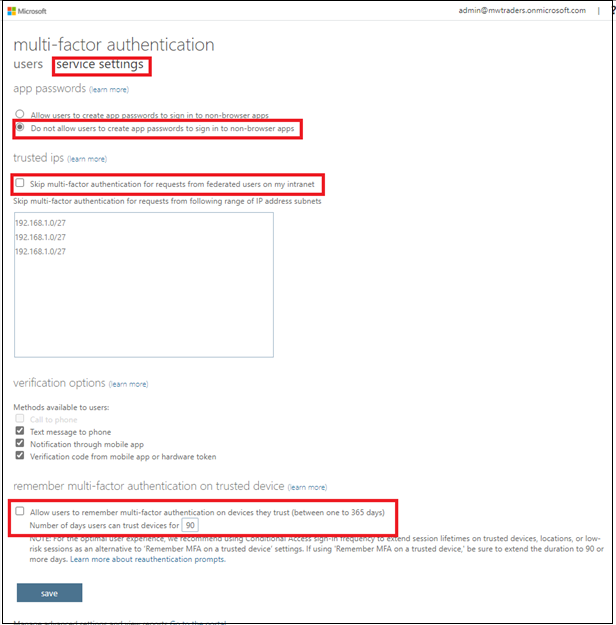 Microsoft
admin@mwtraders.onmicrosoft.com | ?
multi-factor authentication
users service settings
app passwords (learn more)
Allow users to create app passwords to sign in to non-browser apps
Do not allow users to create app passwords to sign in to non-browser apps
trusted ips (learn more)
Skip multi-factor authentication for requests from federated users on my intranet
Skip multi-factor authentication for requests from following range of IP address subnets
192.168.1.0/27
192.168.1.0/27
192.168.1.0/27
verification options (learn more)
Methods available to users:
Call to phone
Text message to phone
Notification through mobile app
Verification code from mobile app or hardware token
remember multi-factor authentication on trusted device (learn more)
Allow users to remember multi-factor authentication on devices they trust (between one to 365 days)
Number of days users can trust devices for 90
NOTE: For the optimal user experience, we recommend using Conditional Access sign-in frequency to extend session lifetimes on trusted devices, locations, or low-
risk sessions as an alternative to 'Remember MFA on a trusted device' settings. If using 'Remember MFA on a trusted device,' be sure to extend the duration to 90 or
more days. Learn more about reauthentication prompts.
save
Manage advanced settings and view reports Go to the portal